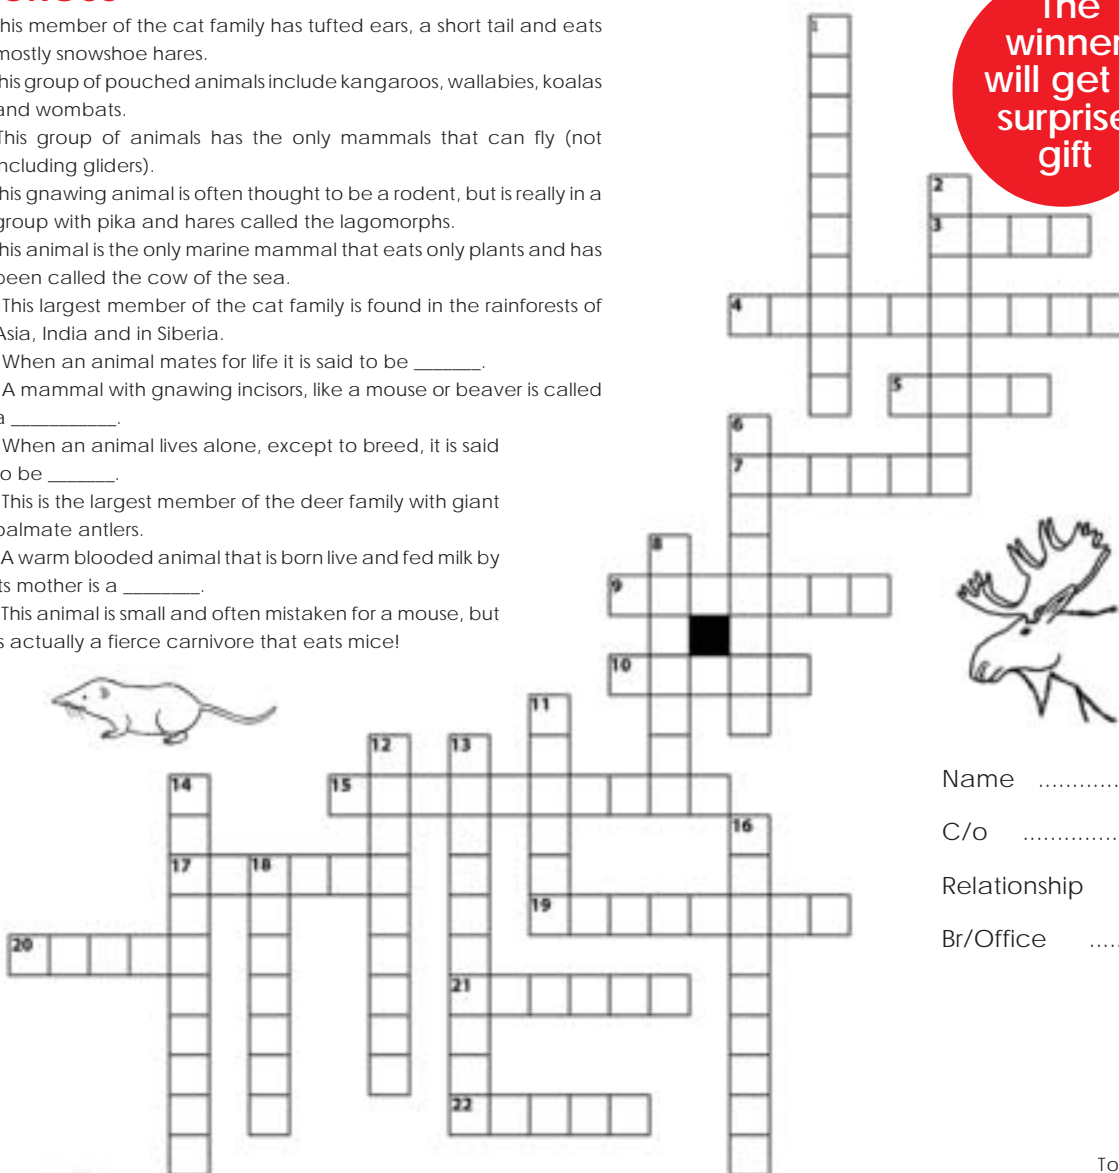 his member of the cat family has tufted ears, a short tail and eats
mostly snowshoe hares.
his group of pouched animals include kangaroos, wallabies, koalas
and wombats.
This group of animals has the only mammals that can fly (not
ncluding gliders).
his gnawing animal is often thought to be a rodent, but is really in a
group with pika and hares called the lagomorphs.
his animal is the only marine mammal that eats only plants and has
been called the cow of the sea.
This largest member of the cat family is found in the rainforests of
Asia, India and in Siberia.
When an animal mates for life it is said to be _______.
A mammal with gnawing incisors, like a mouse or beaver is called
a ___________.
When an animal lives alone, except to breed, it is said
o be _______.
This is the largest member of the deer family with giant
palmate antlers.
A warm blooded animal that is born live and fed milk by
ts mother is a ________.
This animal is small and often mistaken for a mouse, but
s actually a fierce carnivore that eats mice!
The
winner
will get
surprise
gift
1
2
3
4
5
6
7
8
9
10
11
12
13
14
15
16
17
18
19
20
21
22
Name ............
C/o ..............
Relationship
Br/Office .....
To